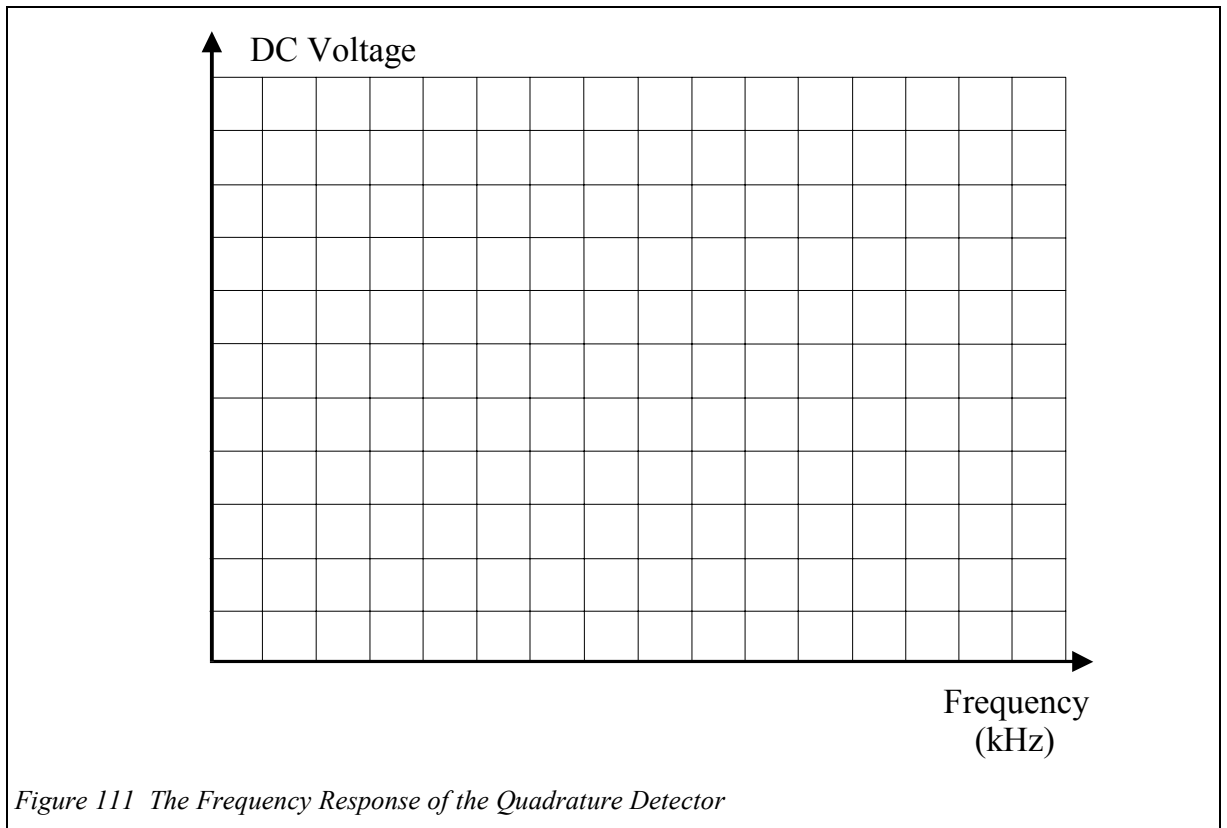 DC Voltage
Frequency
(kHz)
Figure 111 The Frequency Response of the Quadrature Detector